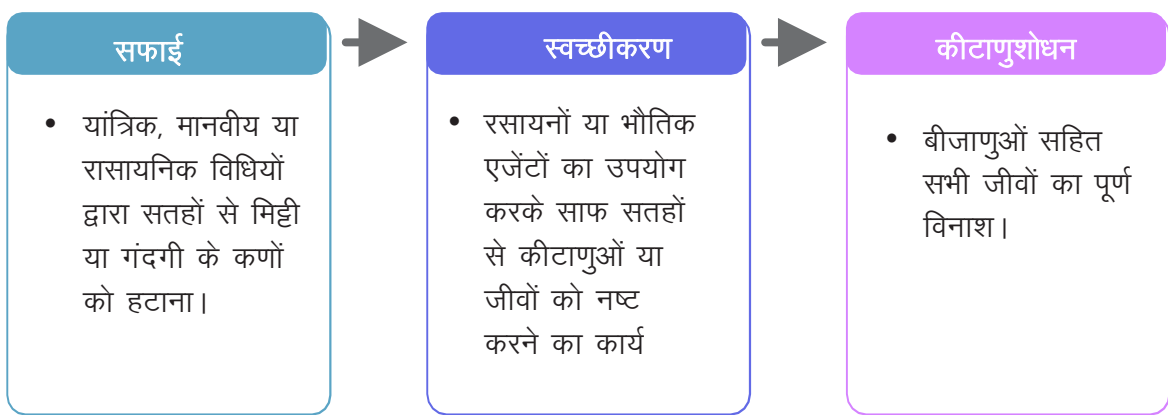 सफाई
• यांत्रिक, मानवीय या
रासायनिक विधियों
द्वारा सतहों से मिट्टी
या गंदगी के कणों
को हटाना।
स्वच्छीकरण
• रसायनों या भौतिक
एजेंटों का उपयोग
करके साफ सतहों
से कीटाणुओं या
जीवों को नष्ट
करने का कार्य
कीटाणुशोधन
• बीजाणुओं सहित
सभी जीवों का पूर्ण
विनाश।